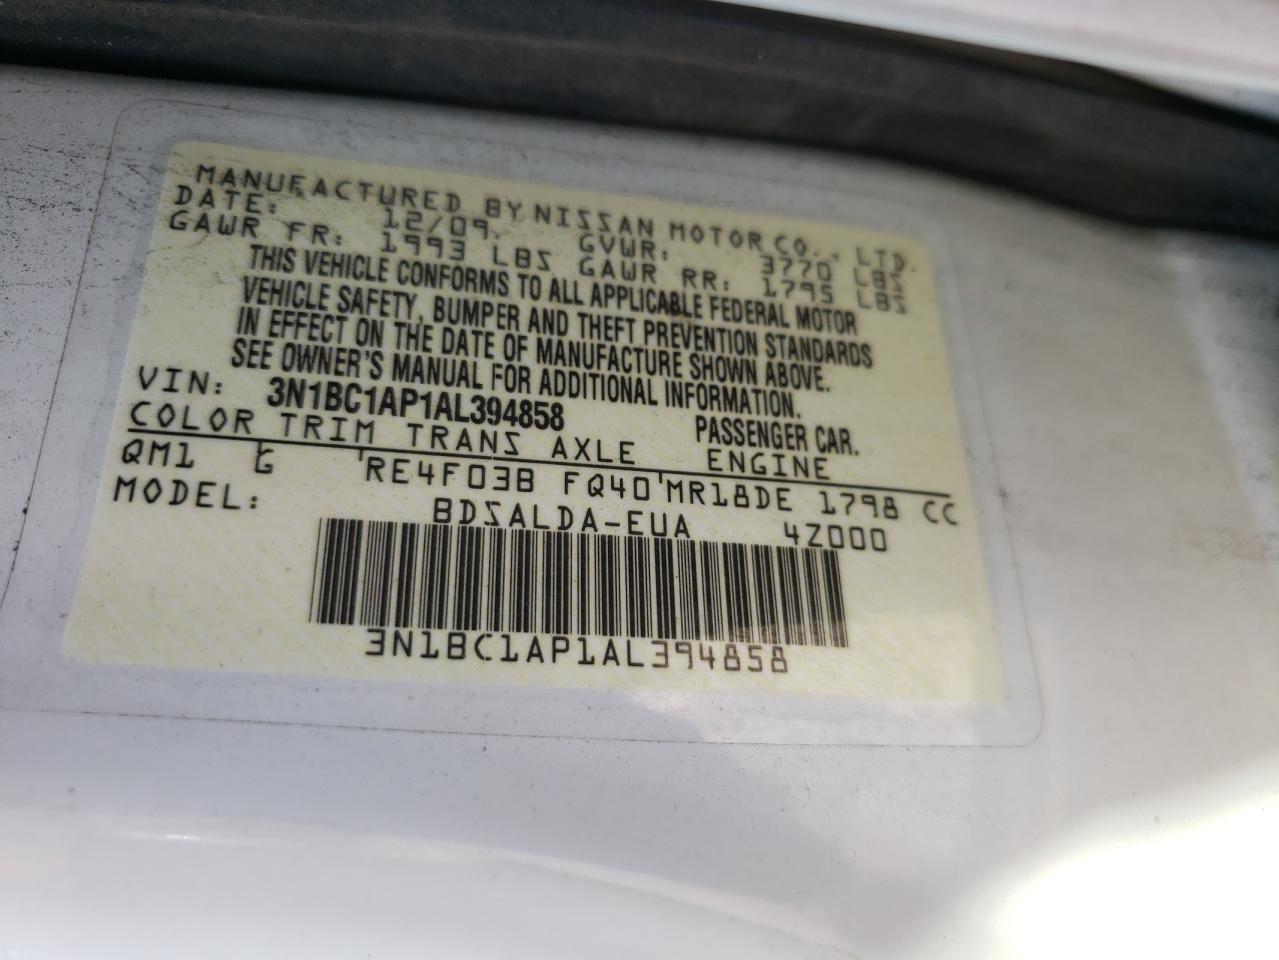 MANUFACTURED BY NISSAN MOTOR CO., LTD.
DATE: 12/09. GVWR: 3770 LBS
GAWR FR: 1993 LBS GAWR RR: 1795 LBS
THIS VEHICLE CONFORMS TO ALL APPLICABLE FEDERAL MOTOR
VEHICLE SAFETY, BUMPER AND THEFT PREVENTION STANDARDS
IN EFFECT ON THE DATE OF MANUFACTURE SHOWN ABOVE.
SEE OWNER'S MANUAL FOR ADDITIONAL INFORMATION.
VIN: 3N1BC1AP1AL394858 PASSENGER CAR.
COLOR TRIM TRANS AXLE ENGINE
QM1 G RE4F03B FQ40 MR18DE 1798 CC
MODEL: BDSALDA-EUA 4Z000
3N1BC1AP1AL394858